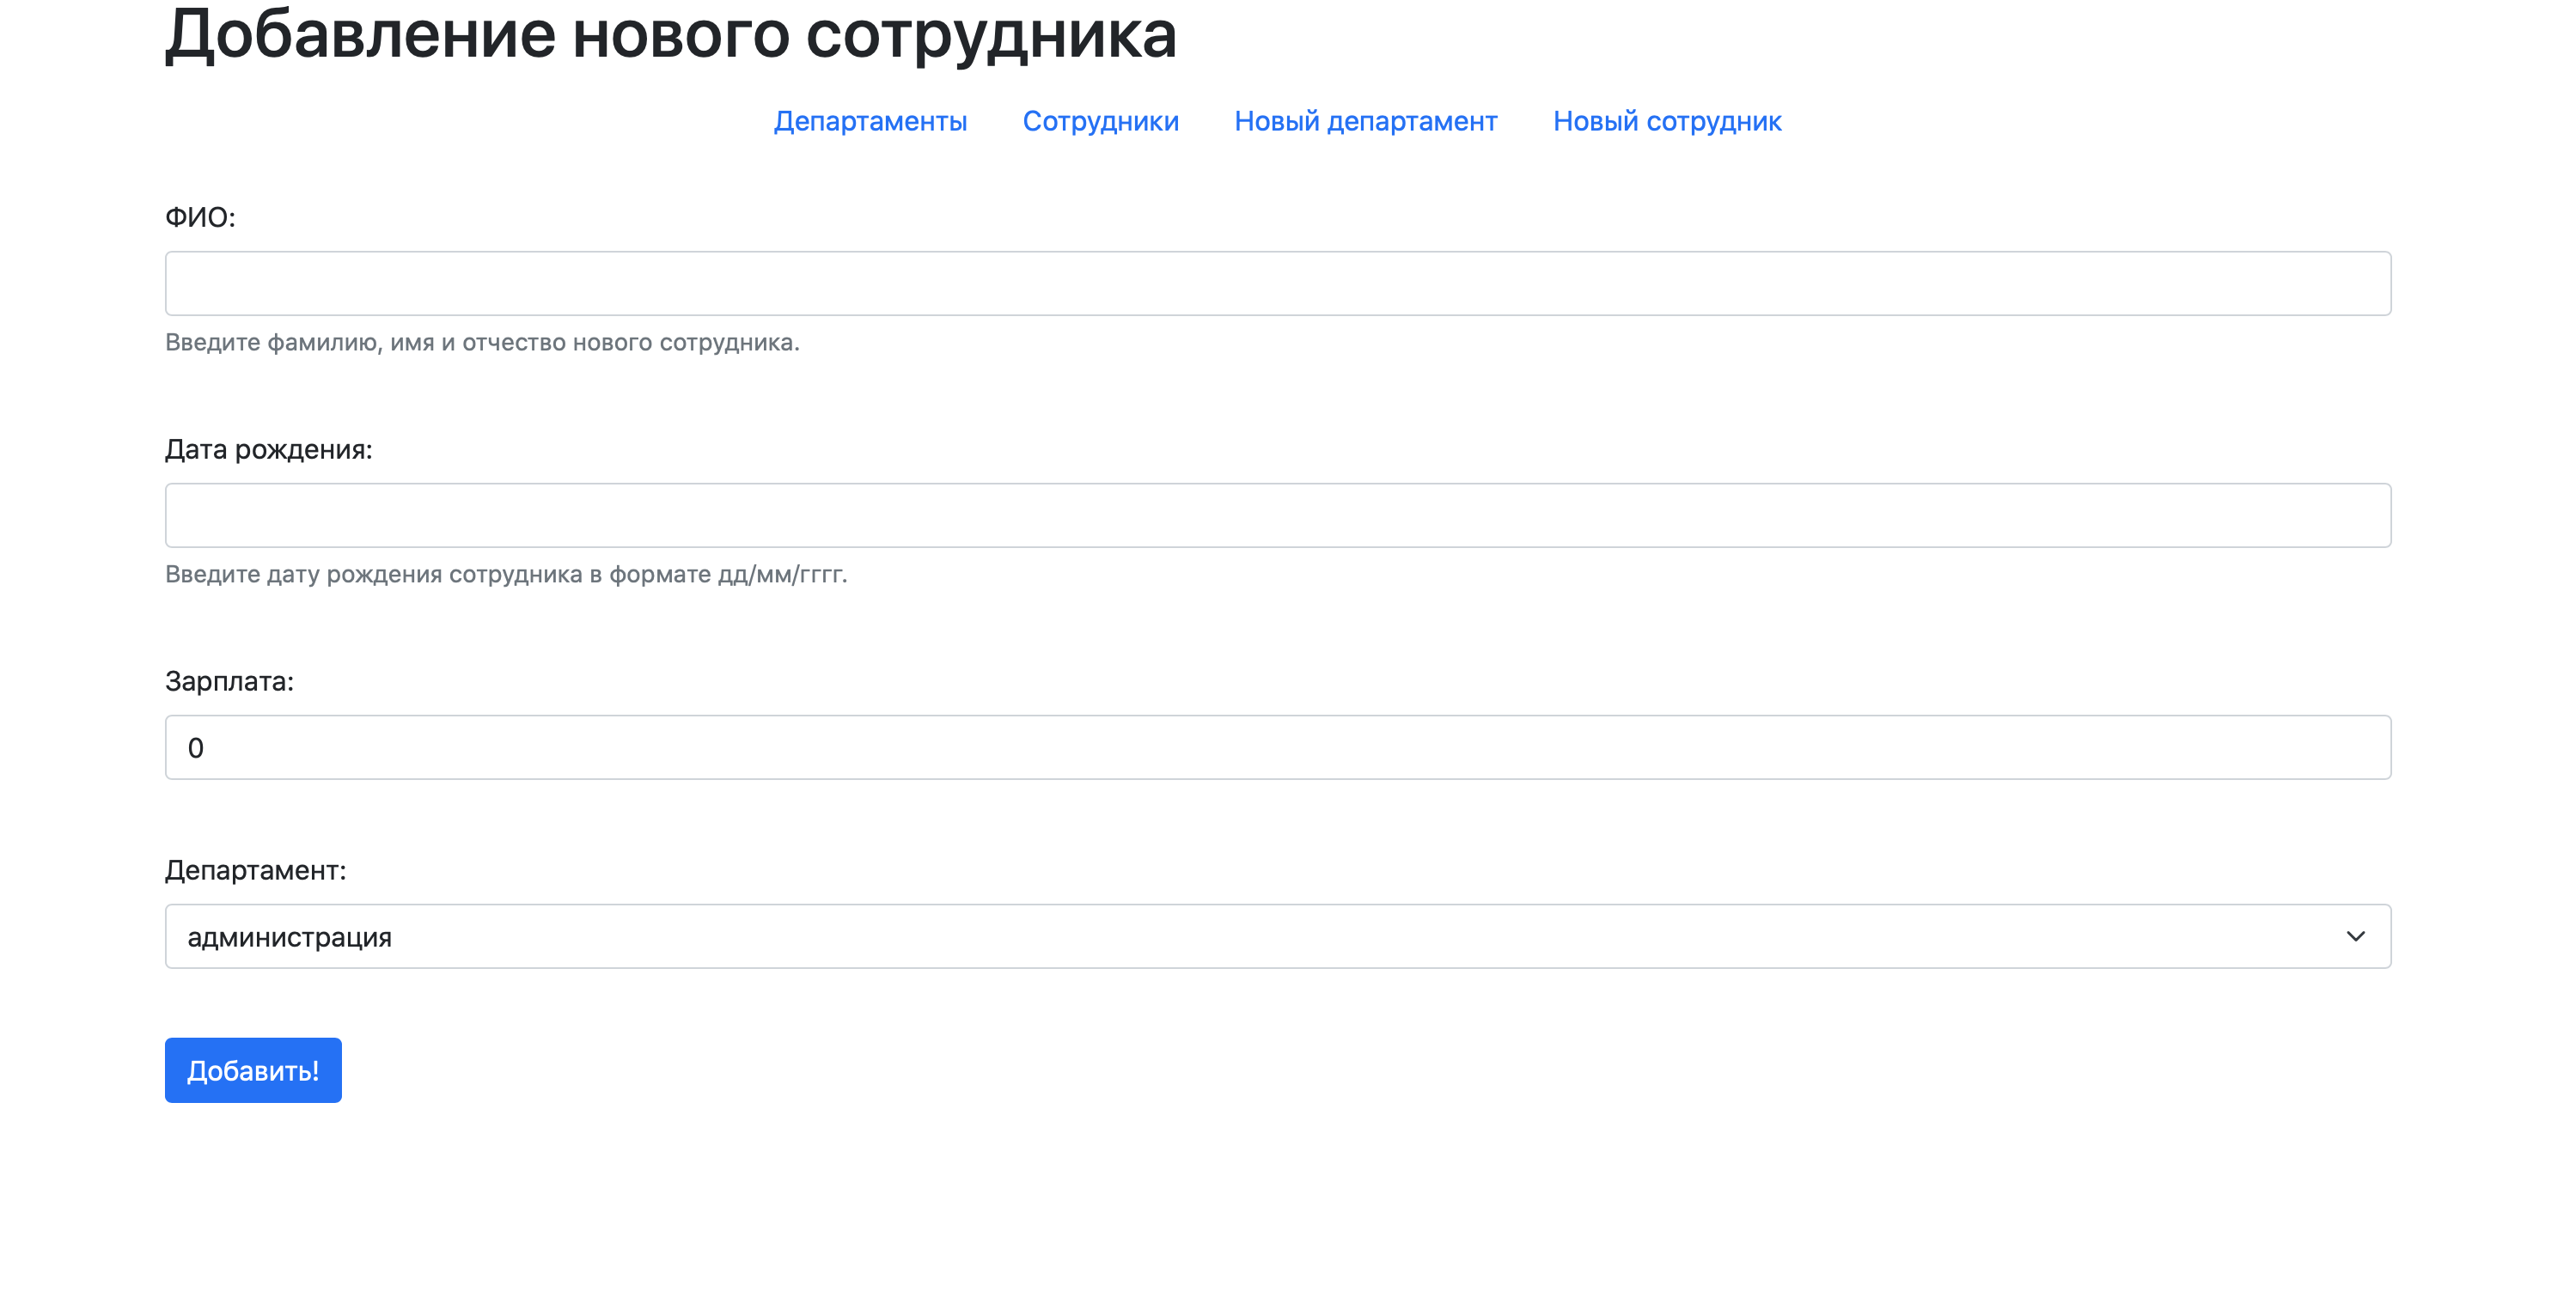 Добавление нового сотрудника
Департаменты Сотрудники Новый департамент Новый сотрудник
ФИО:
Введите фамилию, имя и отчество нового сотрудника.
Дата рождения:
Введите дату рождения сотрудника в формате дд/мм/гггг.
Зарплата:
0
Департамент:
администрация
Добавить!